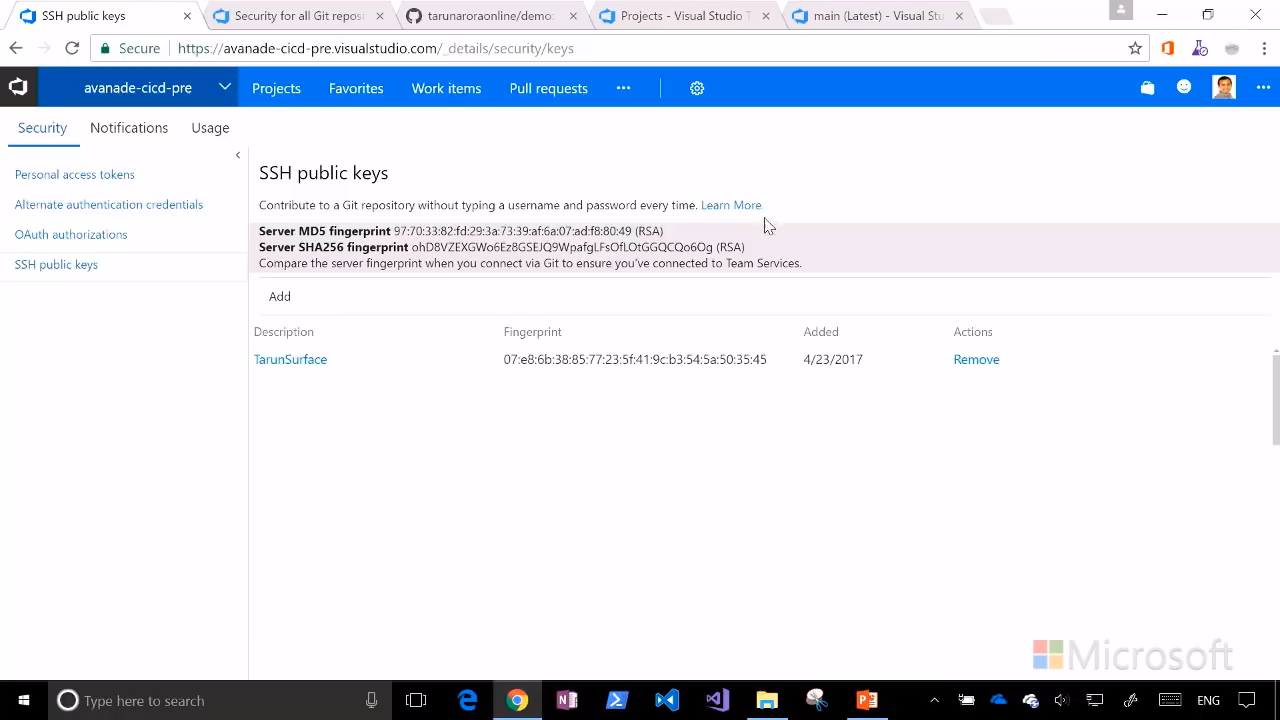 SSH public keys
Security for all Git reposi
tarunaroraonline/demo
Projects - Visual Studio T
main (Latest) - Visual Stu
Secure
https://avanade-cicd-pre.visualstudio.com/_details/security/keys
avanade-cicd-pre
Projects
Favorites
Work items
Pull requests
Security
Notifications
Usage
Personal access tokens
Alternate authentication credentials
OAuth authorizations
SSH public keys
SSH public keys
Contribute to a Git repository without typing a username and password every time. Learn More.
Server MD5 fingerprint 97:70:33:82:fd:29:3a:73:39:af:6a:07:ad:f8:80:49 (RSA)
Server SHA256 fingerprint ohD8VZEXGWo6Ez8GSEJQ9WpafgLFsOfLOtGGQCQo6Og (RSA)
Compare the server fingerprint when you connect via Git to ensure you've connected to Team Services.
Add
Description Fingerprint Added Actions
TarunSurface 07:e8:6b:38:85:77:23:5f:41:9c:b3:54:5a:50:35:45 4/23/2017 Remove
Microsoft
Type here to search
ENG